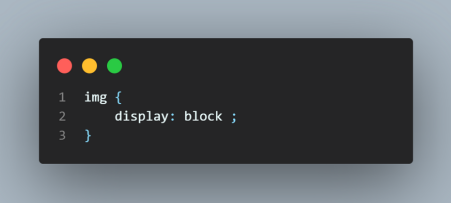 1 img {
2     display: block ;
3 }